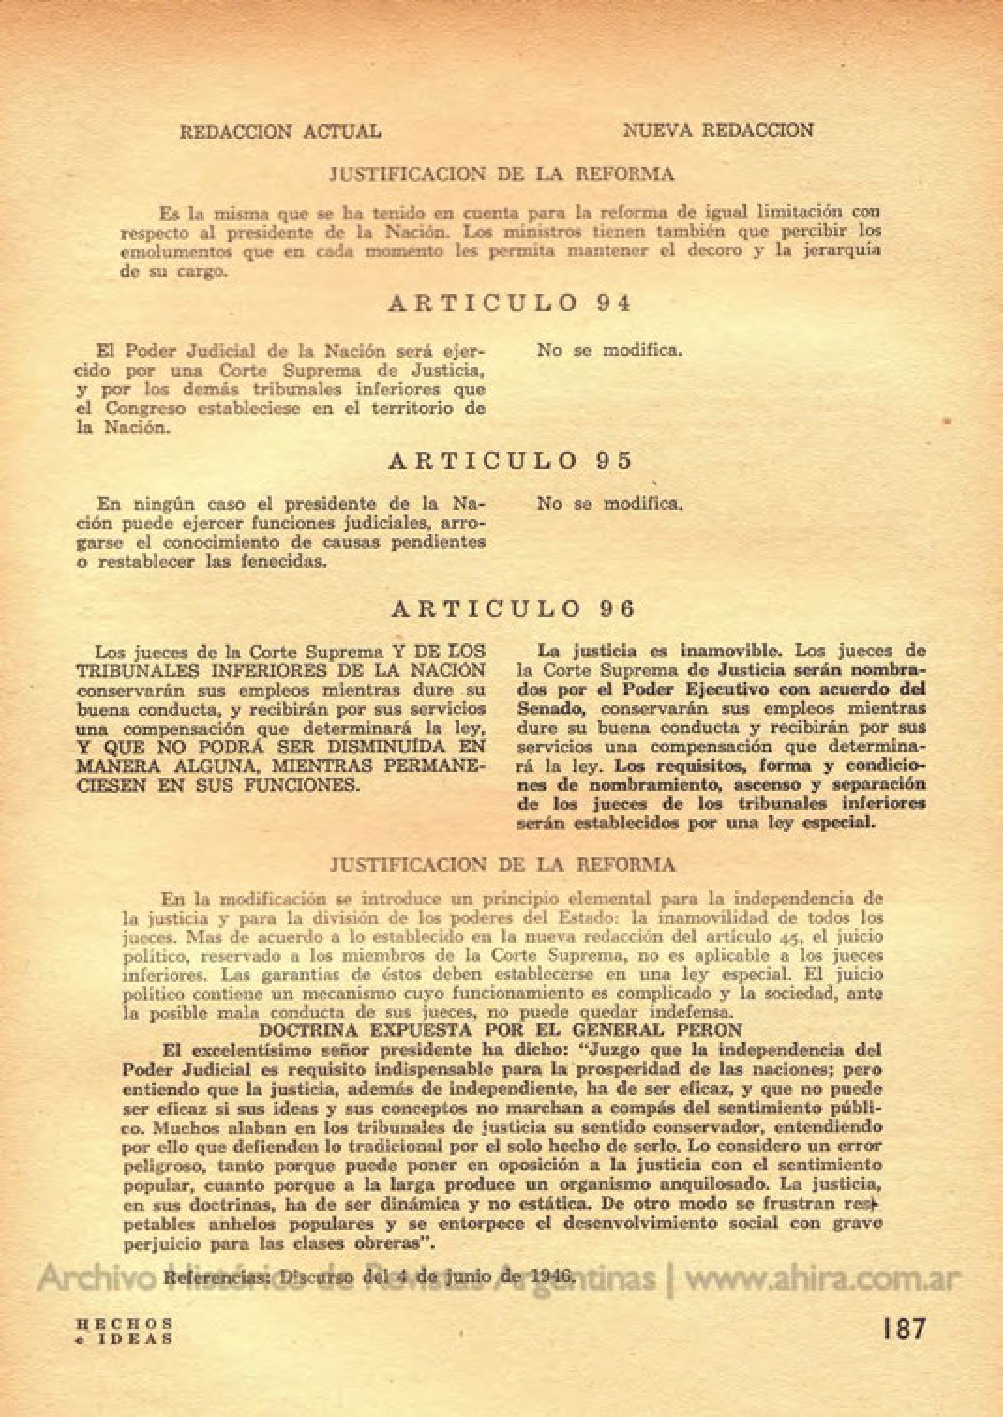 REDACCION ACTUAL
NUEVA REDACCION
JUSTIFICACION DE LA REFORMA
Es la misma que se ha tenido en cuenta para la reforma de igual limitación con
respecto al presidente de la Nación. Los ministros tienen también que percibir los
emolumentos que en cada momento les permita mantener el decoro y la jerarquía
de su cargo.
ARTICULO 94
El Poder Judicial de la Nación será ejer-
cido por una Corte Suprema de Justicia,
y por los demás tribunales inferiores que
el Congreso estableciese en el territorio de
la Nación.
No se modifica.
ARTICULO 95
En ningún caso el presidente de la Na-
ción puede ejercer funciones judiciales, arro-
garse el conocimiento de causas pendientes
o restablecer las fenecidas.
No se modifica.
ARTICULO 96
Los jueces de la Corte Suprema Y DE LOS
TRIBUNALES INFERIORES DE LA NACIÓN
conservarán sus empleos mientras dure su
buena conducta, y recibirán por sus servicios
una compensación que determinará la ley,
Y QUE NO PODRÁ SER DISMINUÍDA EN
MANERA ALGUNA, MIENTRAS PERMANE-
CIESEN EN SUS FUNCIONES.
La justicia es inamovible. Los jueces de
la Corte Suprema de Justicia serán nombra-
dos por el Poder Ejecutivo con acuerdo del
Senado, conservarán sus empleos mientras
dure su buena conducta y recibirán por sus
servicios una compensación que determina-
rá la ley. Los requisitos, forma y condicio-
nes de nombramiento, ascenso y separación
de los jueces de los tribunales inferiores
serán establecidos por una ley especial.
JUSTIFICACION DE LA REFORMA
En la modificación se introduce un principio elemental para la independencia de
la justicia y para la división de los poderes del Estado: la inamovilidad de todos los
jueces. Mas de acuerdo a lo establecido en la nueva redacción del artículo 45, el juicio
político, reservado a los miembros de la Corte Suprema, no es aplicable a los jueces
inferiores. Las garantías de éstos deben establecerse en una ley especial. El juicio
político contiene un mecanismo cuyo funcionamiento es complicado y la sociedad, ante
la posible mala conducta de sus jueces, no puede quedar indefensa.
DOCTRINA EXPUESTA POR EL GENERAL PERON
El excelentísimo señor presidente ha dicho: “Juzgo que la independencia del
Poder Judicial es requisito indispensable para la prosperidad de las naciones; pero
entiendo que la justicia, además de independiente, ha de ser eficaz, y que no puede
ser eficaz si sus ideas y sus conceptos no marchan a compás del sentimiento públi-
co. Muchos alaban en los tribunales de justicia su sentido conservador, entendiendo
por ello que defienden lo tradicional por el solo hecho de serlo. Lo considero un error
peligroso, tanto porque puede poner en oposición a la justicia con el sentimiento
popular, cuanto porque a la larga produce un organismo anquilosado. La justicia,
en sus doctrinas, ha de ser dinámica y no estática. De otro modo se frustran res-
petables anhelos populares y se entorpece el desenvolvimiento social con grave
perjuicio para las clases obreras”.
Referencias: Discurso del 4 de junio de 1946.
Archivo Histórico de Revistas Argentinas | www.ahira.com.ar
HECHOS
e IDEAS
187